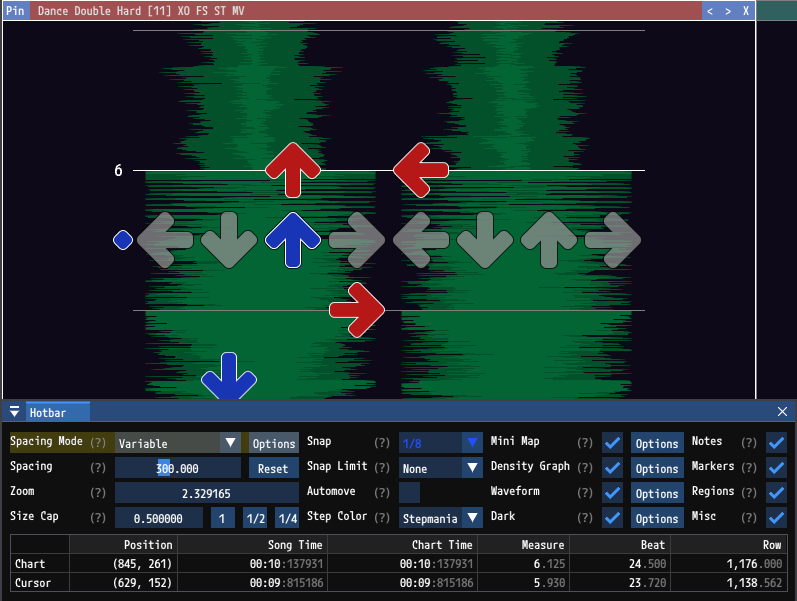 Pin Dance Double Hard [11] XO FS ST MV < > X
6
Hotbar
Spacing Mode (?) Variable Options Snap (?) 1/8 Mini Map (?) Options Notes (?)
Spacing (?) 300.000 Reset Snap Limit (?) None Density Graph (?) Options Markers (?)
Zoom (?) 2.329165 Automove (?) Waveform (?) Options Regions (?)
Size Cap (?) 0.500000 1 1/2 1/4 Step Color (?) Stepmania Dark (?) Options Misc (?)
Position Song Time Chart Time Measure Beat Row
Chart (845, 261) 00:10:137931 00:10:137931 6.125 24.500 1,176.000
Cursor (629, 152) 00:09:815186 00:09:815186 5.930 23.720 1,138.562